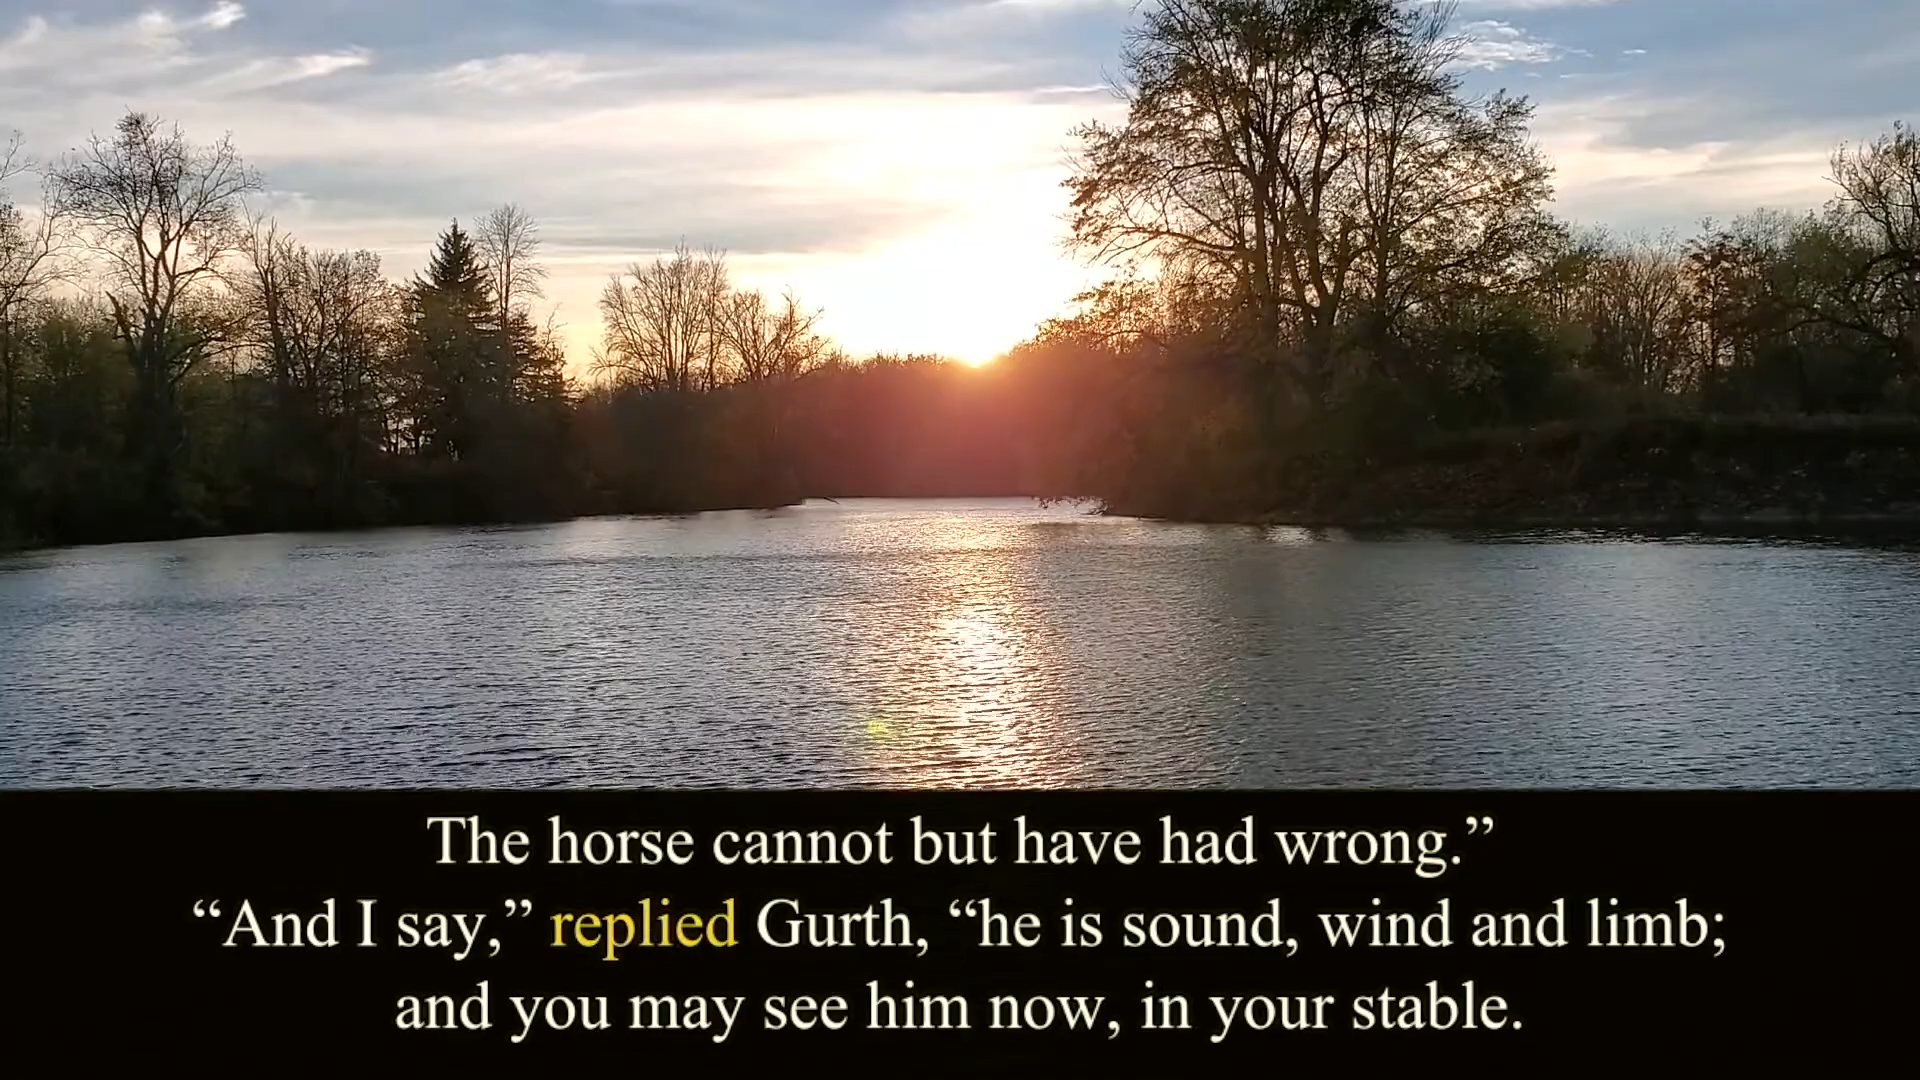 The horse cannot but have had wrong.”
“And I say,” replied Gurth, “he is sound, wind and limb;
and you may see him now, in your stable.